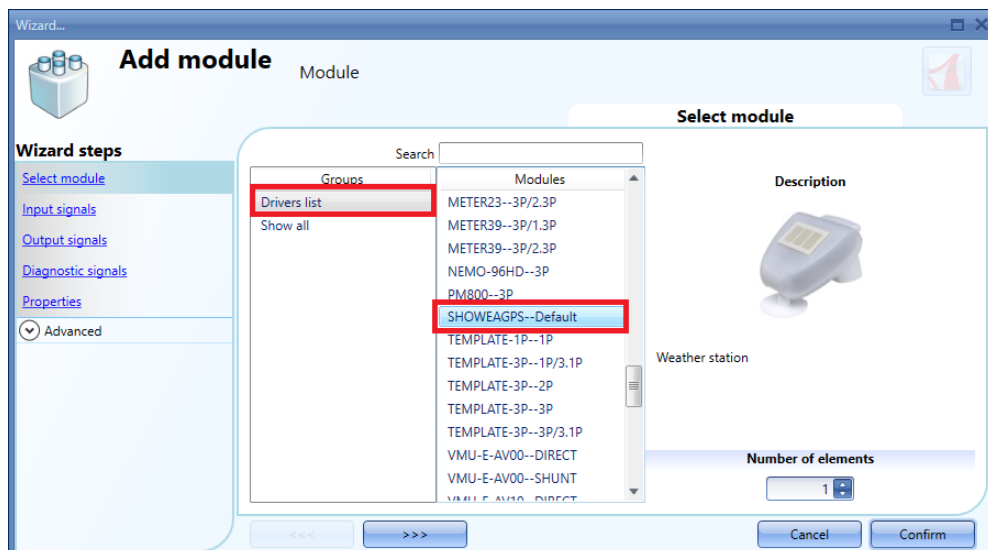 Wizard...
Add module
Module
Select module
Wizard steps
Select module
Input signals
Output signals
Diagnostic signals
Properties
Advanced
Search
Groups
Drivers list
Show all
Modules
METER23--3P/2.3P
METER39--3P/1.3P
METER39--3P/2.3P
NEMO-96HD--3P
PM800--3P
SHOWEAGPS--Default
TEMPLATE-1P--1P
TEMPLATE-3P--1P/3.1P
TEMPLATE-3P--2P
TEMPLATE-3P--3P
TEMPLATE-3P--3P/3.1P
VMU-E-AV00--DIRECT
VMU-E-AV00--SHUNT
VMU-E-AV10--DIRECT
Description
Weather station
Number of elements
1
<<<
>>>
Cancel
Confirm